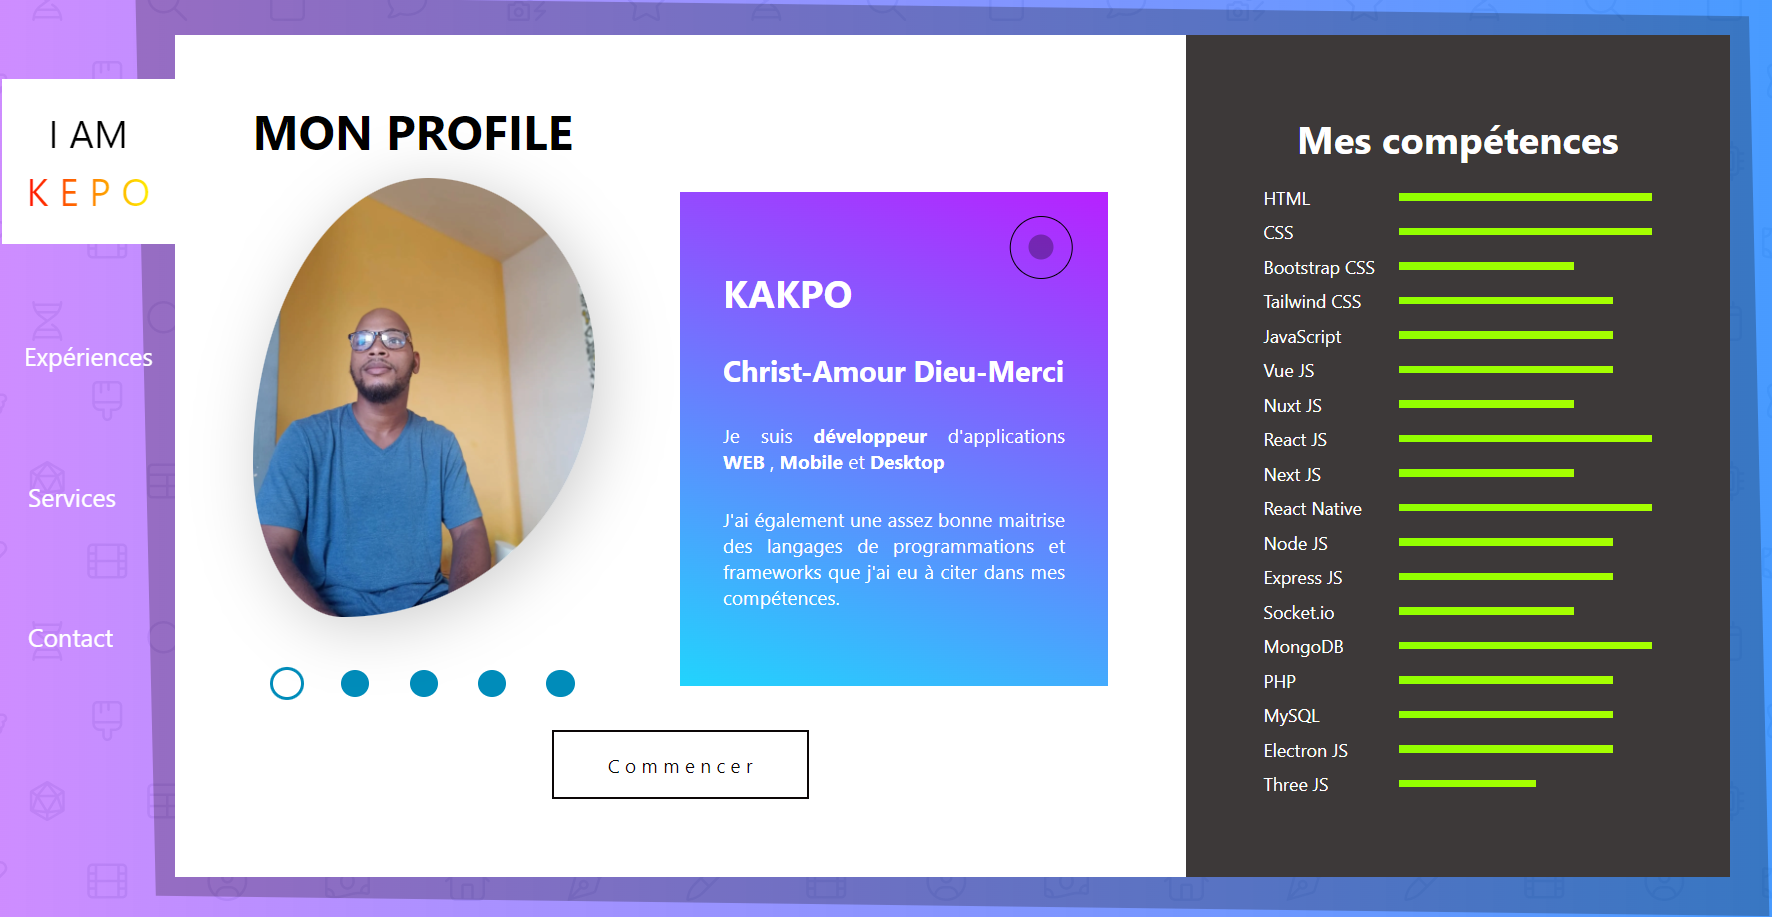 I AM
KEPO
Expériences
Services
Contact
MON PROFILE
KAKPO
Christ-Amour Dieu-Merci
Je suis développeur d'applications
WEB , Mobile et Desktop
J'ai également une assez bonne maitrise
des langages de programmations et
frameworks que j'ai eu à citer dans mes
compétences.
Commencer
Mes compétences
HTML
CSS
Bootstrap CSS
Tailwind CSS
JavaScript
Vue JS
Nuxt JS
React JS
Next JS
React Native
Node JS
Express JS
Socket.io
MongoDB
PHP
MySQL
Electron JS
Three JS